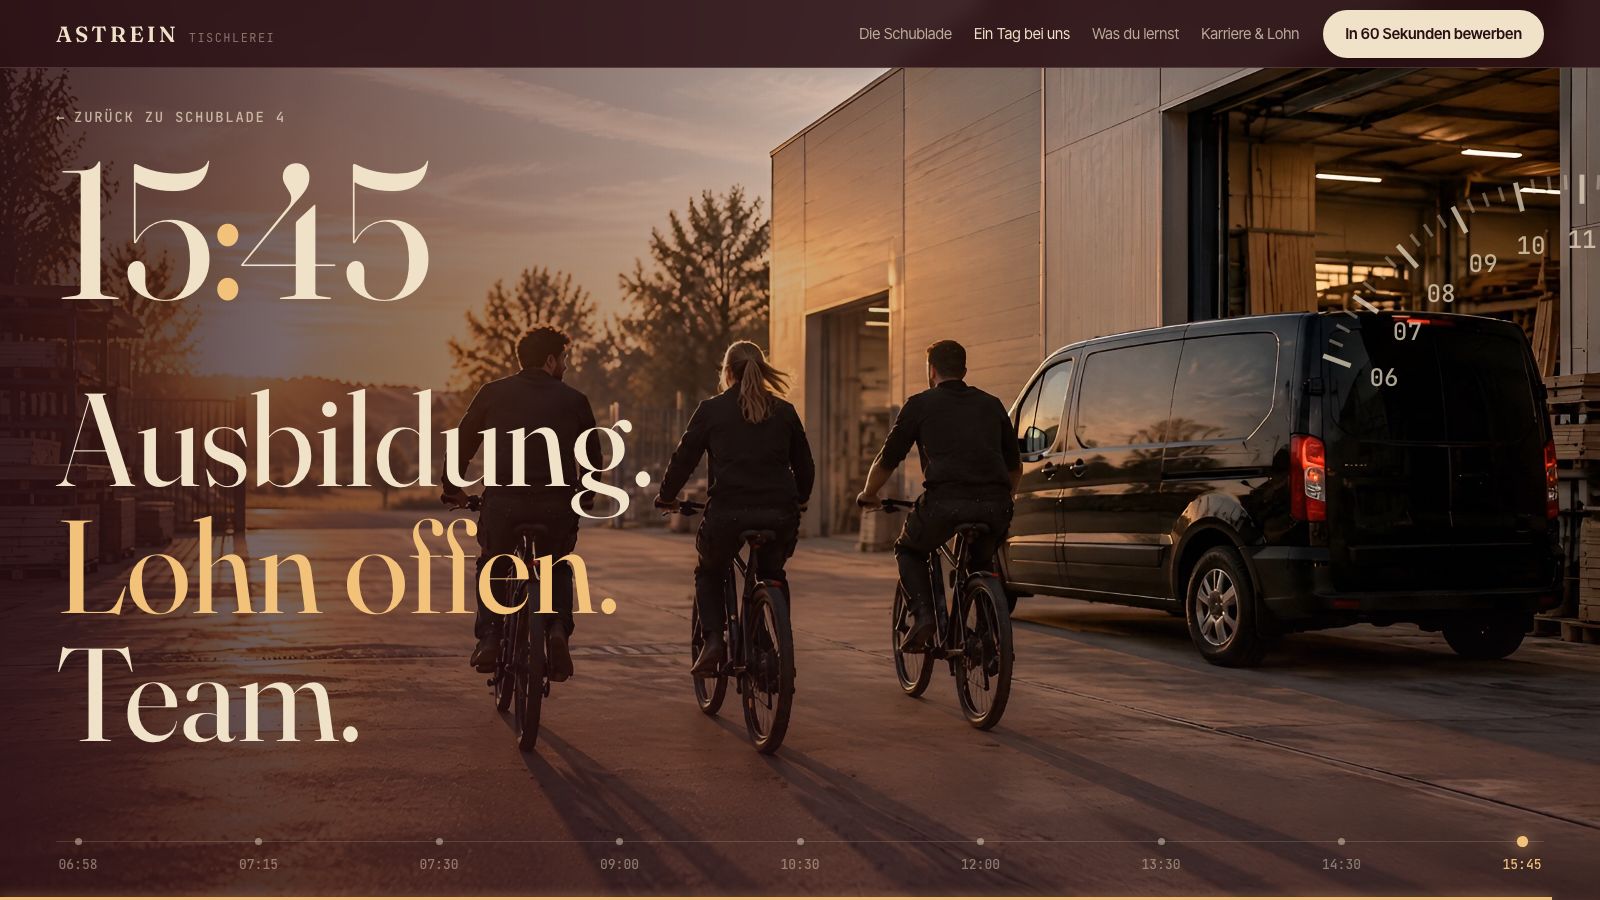 ASTREIN TISCHLEREI
Die Schublade Ein Tag bei uns Was du lernst Karriere & Lohn In 60 Sekunden bewerben
← ZURÜCK ZU SCHUBLADE 4
15:45
06 07 08 09 10 11
Ausbildung.
Lohn offen.
Team.
06:58 07:15 07:30 09:00 10:30 12:00 13:30 14:30 15:45